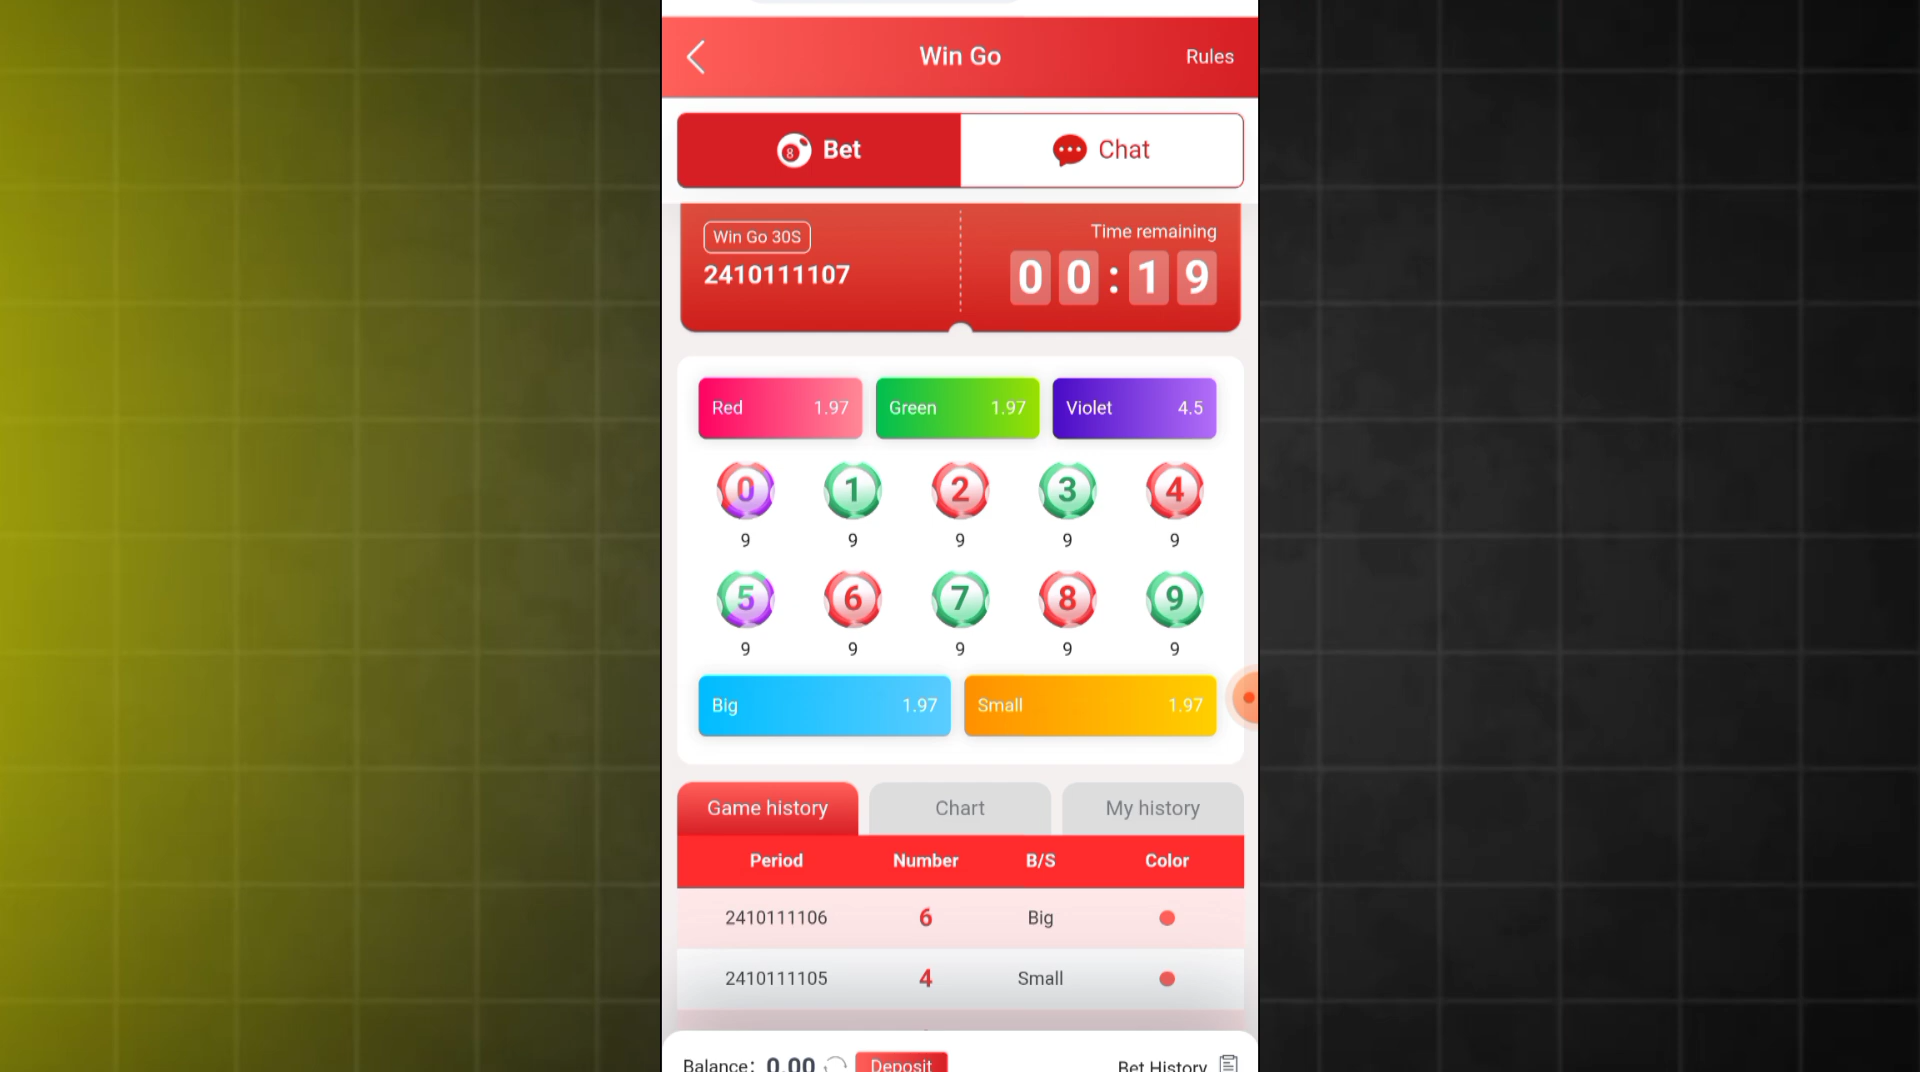 Win Go Rules
8 Bet Chat
Win Go 30S Time remaining
2410111107 00:19
Red 1.97 Green 1.97 Violet 4.5
0 1 2 3 4
9 9 9 9 9
5 6 7 8 9
9 9 9 9 9
Big 1.97 Small 1.97
Game history Chart My history
Period Number B/S Color
2410111106 6 Big
2410111105 4 Small
Balance: 0.00 Deposit Bet History